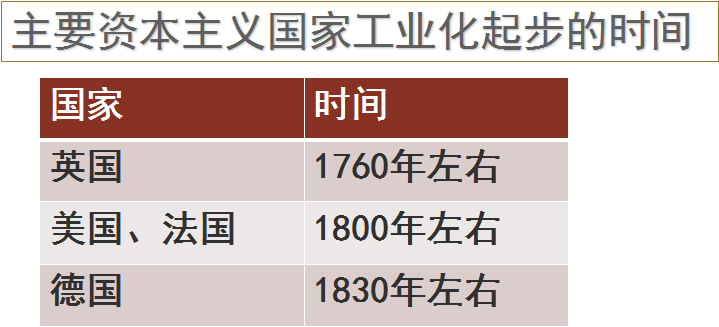 主要资本主义国家工业化起步的时间
国家 时间
英国 1760年左右
美国、法国 1800年左右
德国 1830年左右